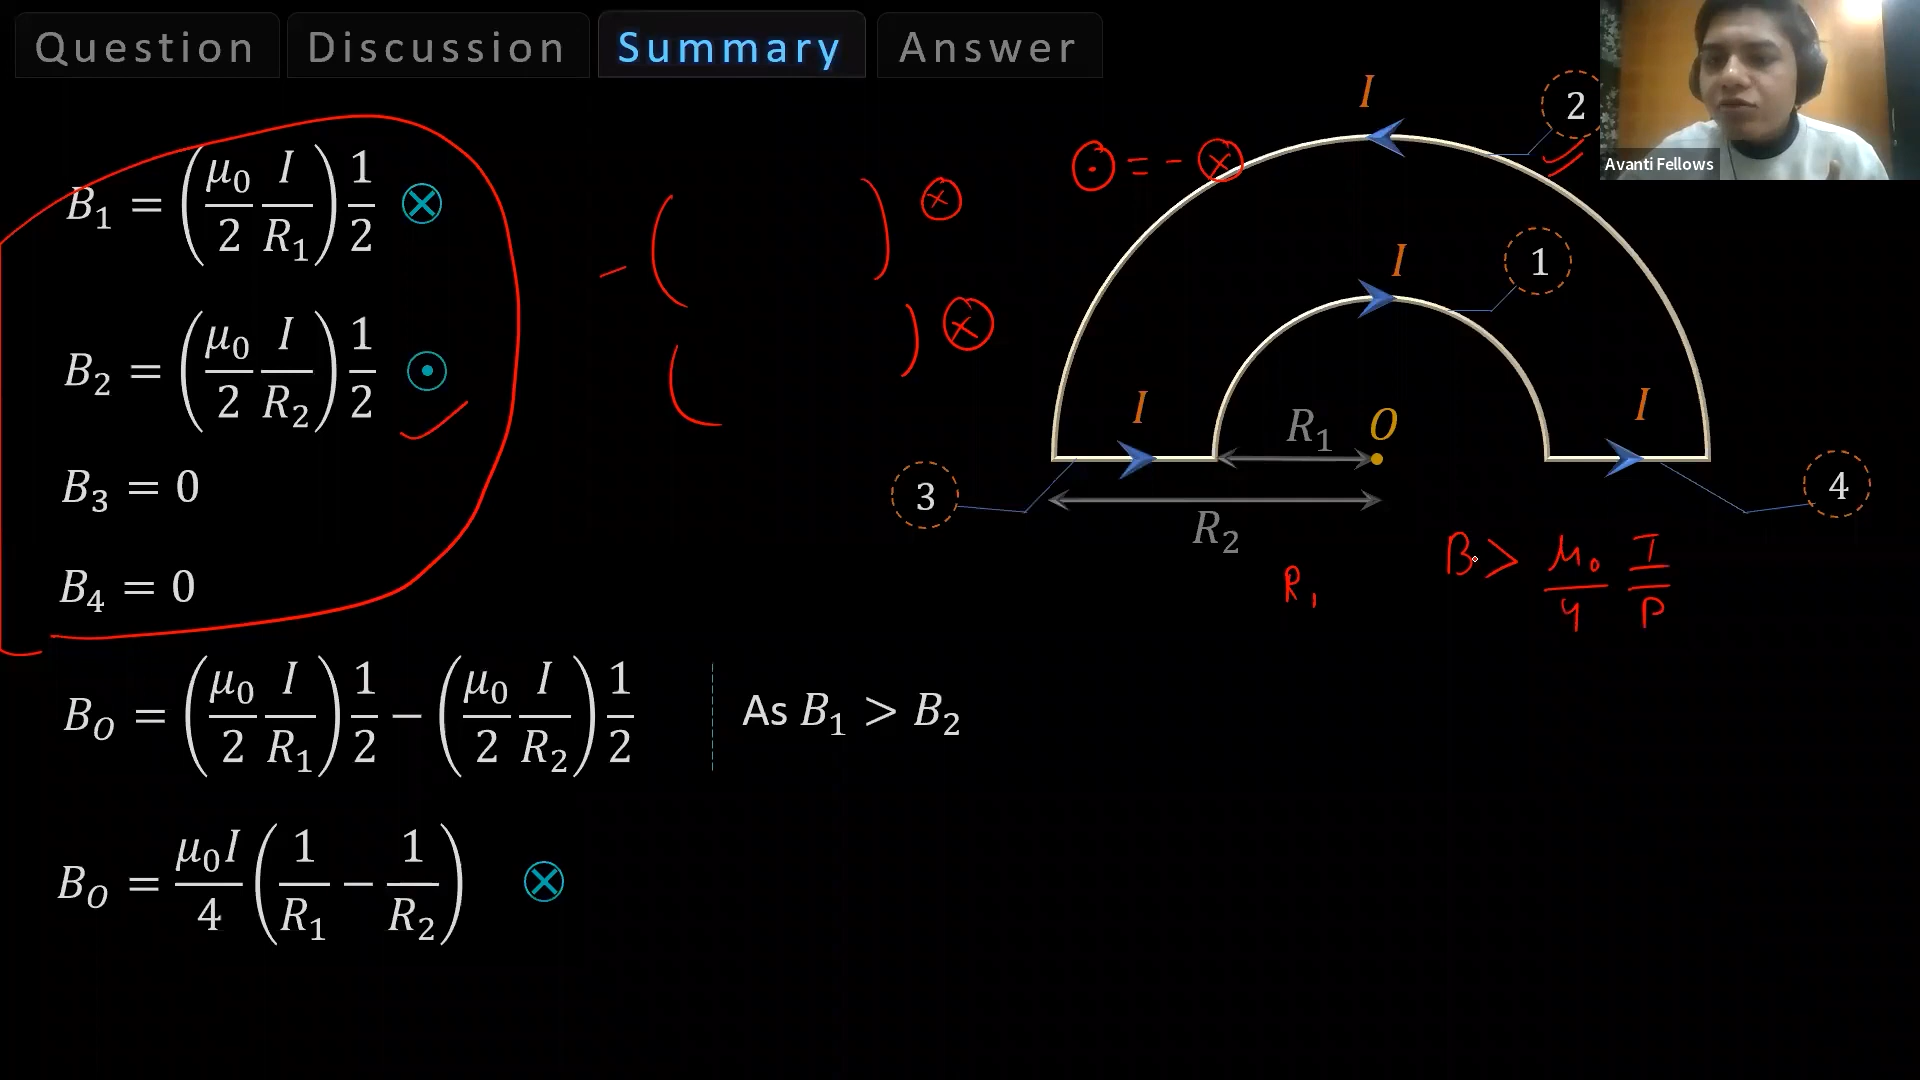 Question Discussion Summary Answer
Avanti Fellows
B₁ = (μ₀/2 I/R₁) 1/2 ⊗
B₂ = (μ₀/2 I/R₂) 1/2 ⊙
B₃ = 0
B₄ = 0
B_O = (μ₀/2 I/R₁) 1/2 − (μ₀/2 I/R₂) 1/2
As B₁ > B₂
B_O = μ₀I/4 (1/R₁ − 1/R₂) ⊗
− ( ) ⊗
( ) ⊗
⊙ = - ⊗
I
2
I
1
I
I
R₁
O
3
4
R₂
R₁
B > μ₀/4 I/P